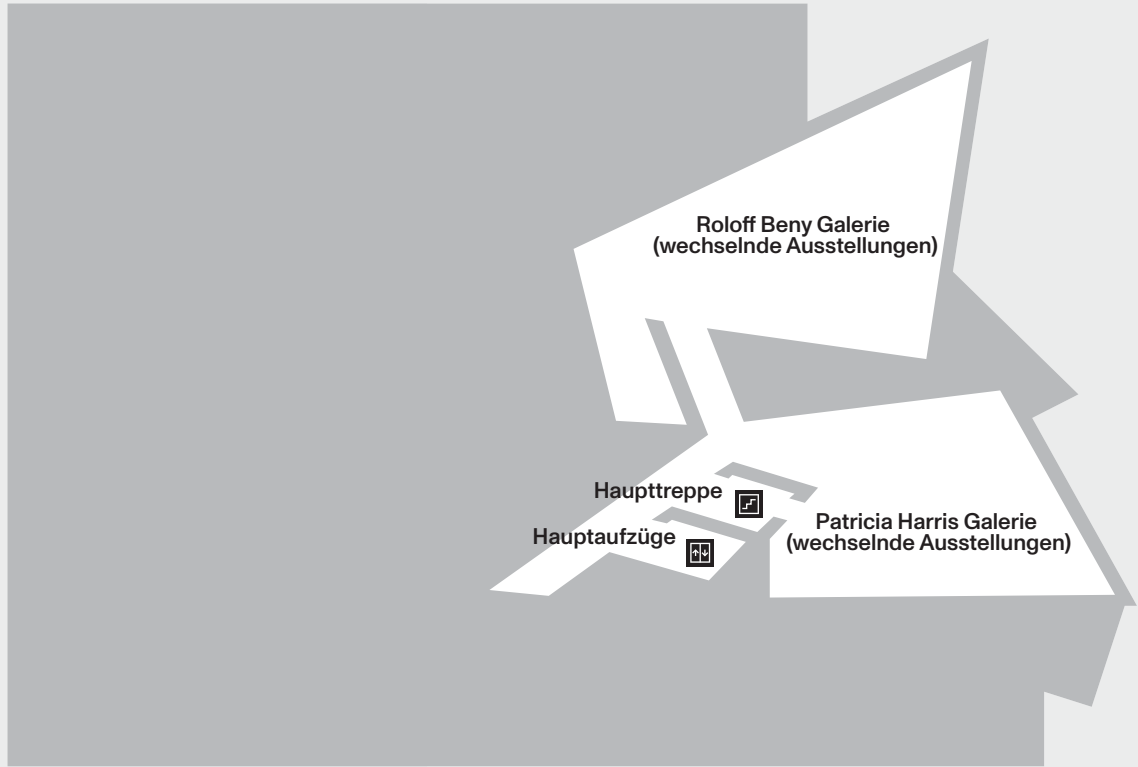 Roloff Beny Galerie
(wechselnde Ausstellungen)
Haupttreppe
Hauptaufzüge
Patricia Harris Galerie
(wechselnde Ausstellungen)